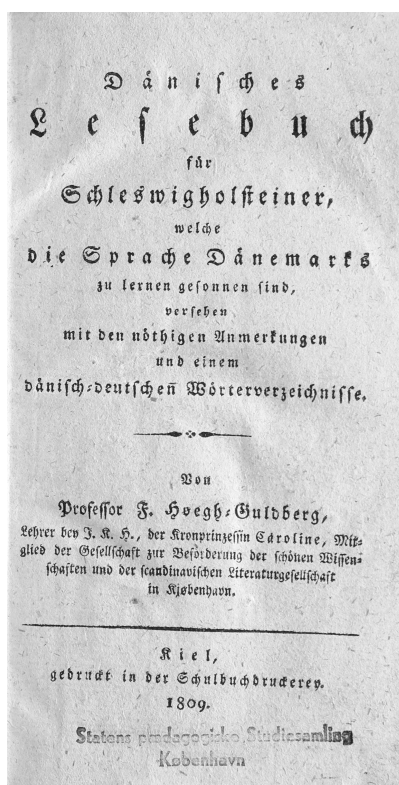 Dänisches
Lesebuch
für
Schleswigholsteiner,
welche
die Sprache Dänemarks
zu lernen gesonnen sind,
versehen
mit den nöthigen Anmerkungen
und einem
dänisch-deutschen̄ Wörterverzeichnisse.
Von
Professor F. Høegh-Guldberg,
Lehrer bey J. K. H., der Kronprinzessin Caroline, Mit-
glied der Gesellschaft zur Beförderung der schönen Wissen-
schaften und der scandinavischen Literaturgesellschaft
in Kjøbenhavn.
Kiel,
gedruckt in der Schulbuchdruckerey.
1809.
Statens pædagogiske Studiesamling
København